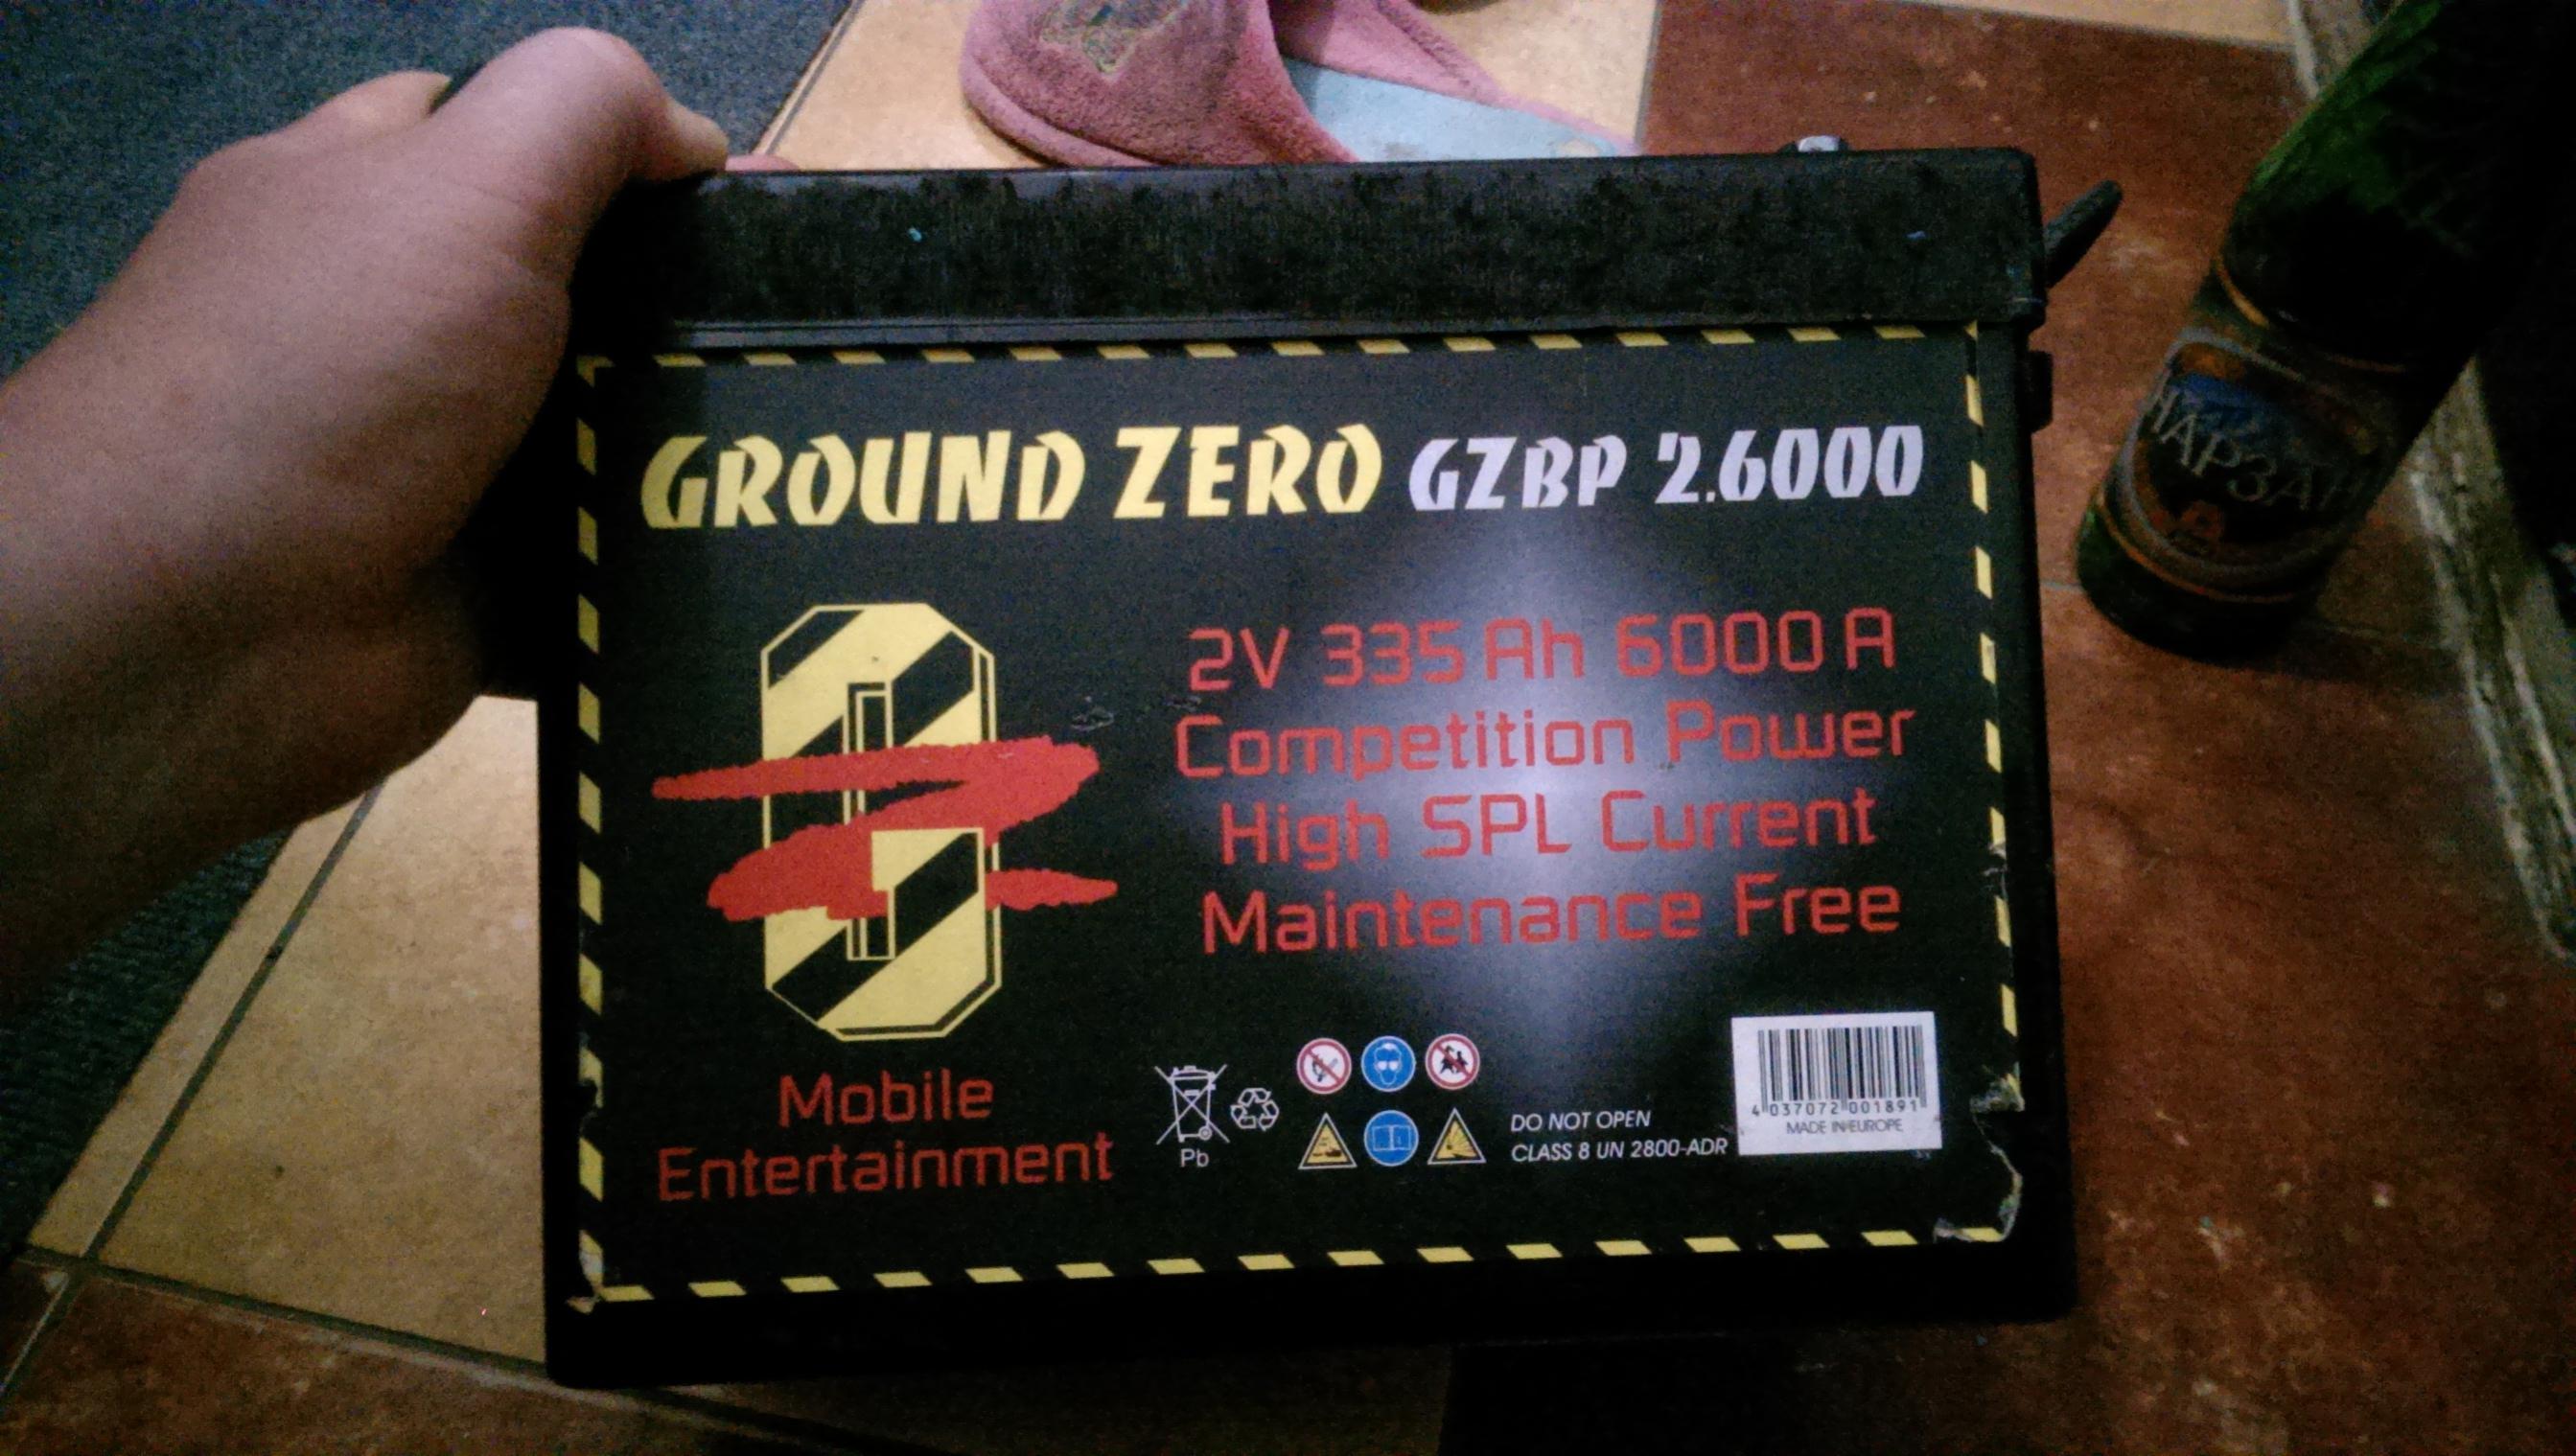 GROUND ZERO GZBP 2.6000
2V 335 Ah 6000 A
Competition Power
High SPL Current
Maintenance Free
Mobile
Entertainment
Pb
DO NOT OPEN
CLASS 8 UN 2800-ADR
4 037072 001891
MADE IN EUROPE
НАРЗАН